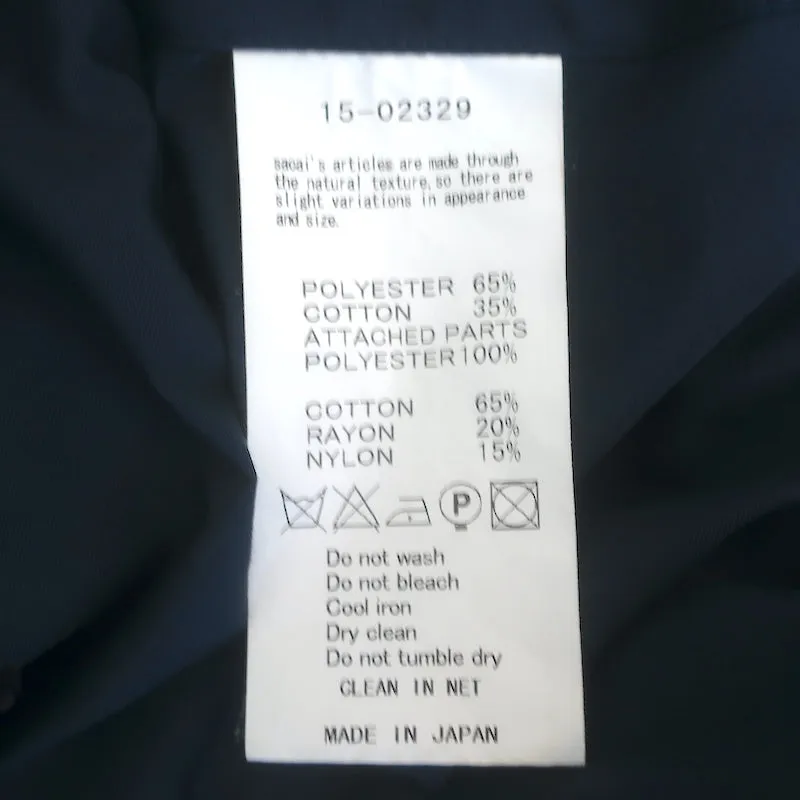 15-02329
sacai's articles are made through
the natural texture, so there are
slight variations in appearance
and size.
POLYESTER 65%
COTTON 35%
ATTACHED PARTS
POLYESTER 100%
COTTON 65%
RAYON 20%
NYLON 15%
P
Do not wash
Do not bleach
Cool iron
Dry clean
Do not tumble dry
CLEAN IN NET
MADE IN JAPAN